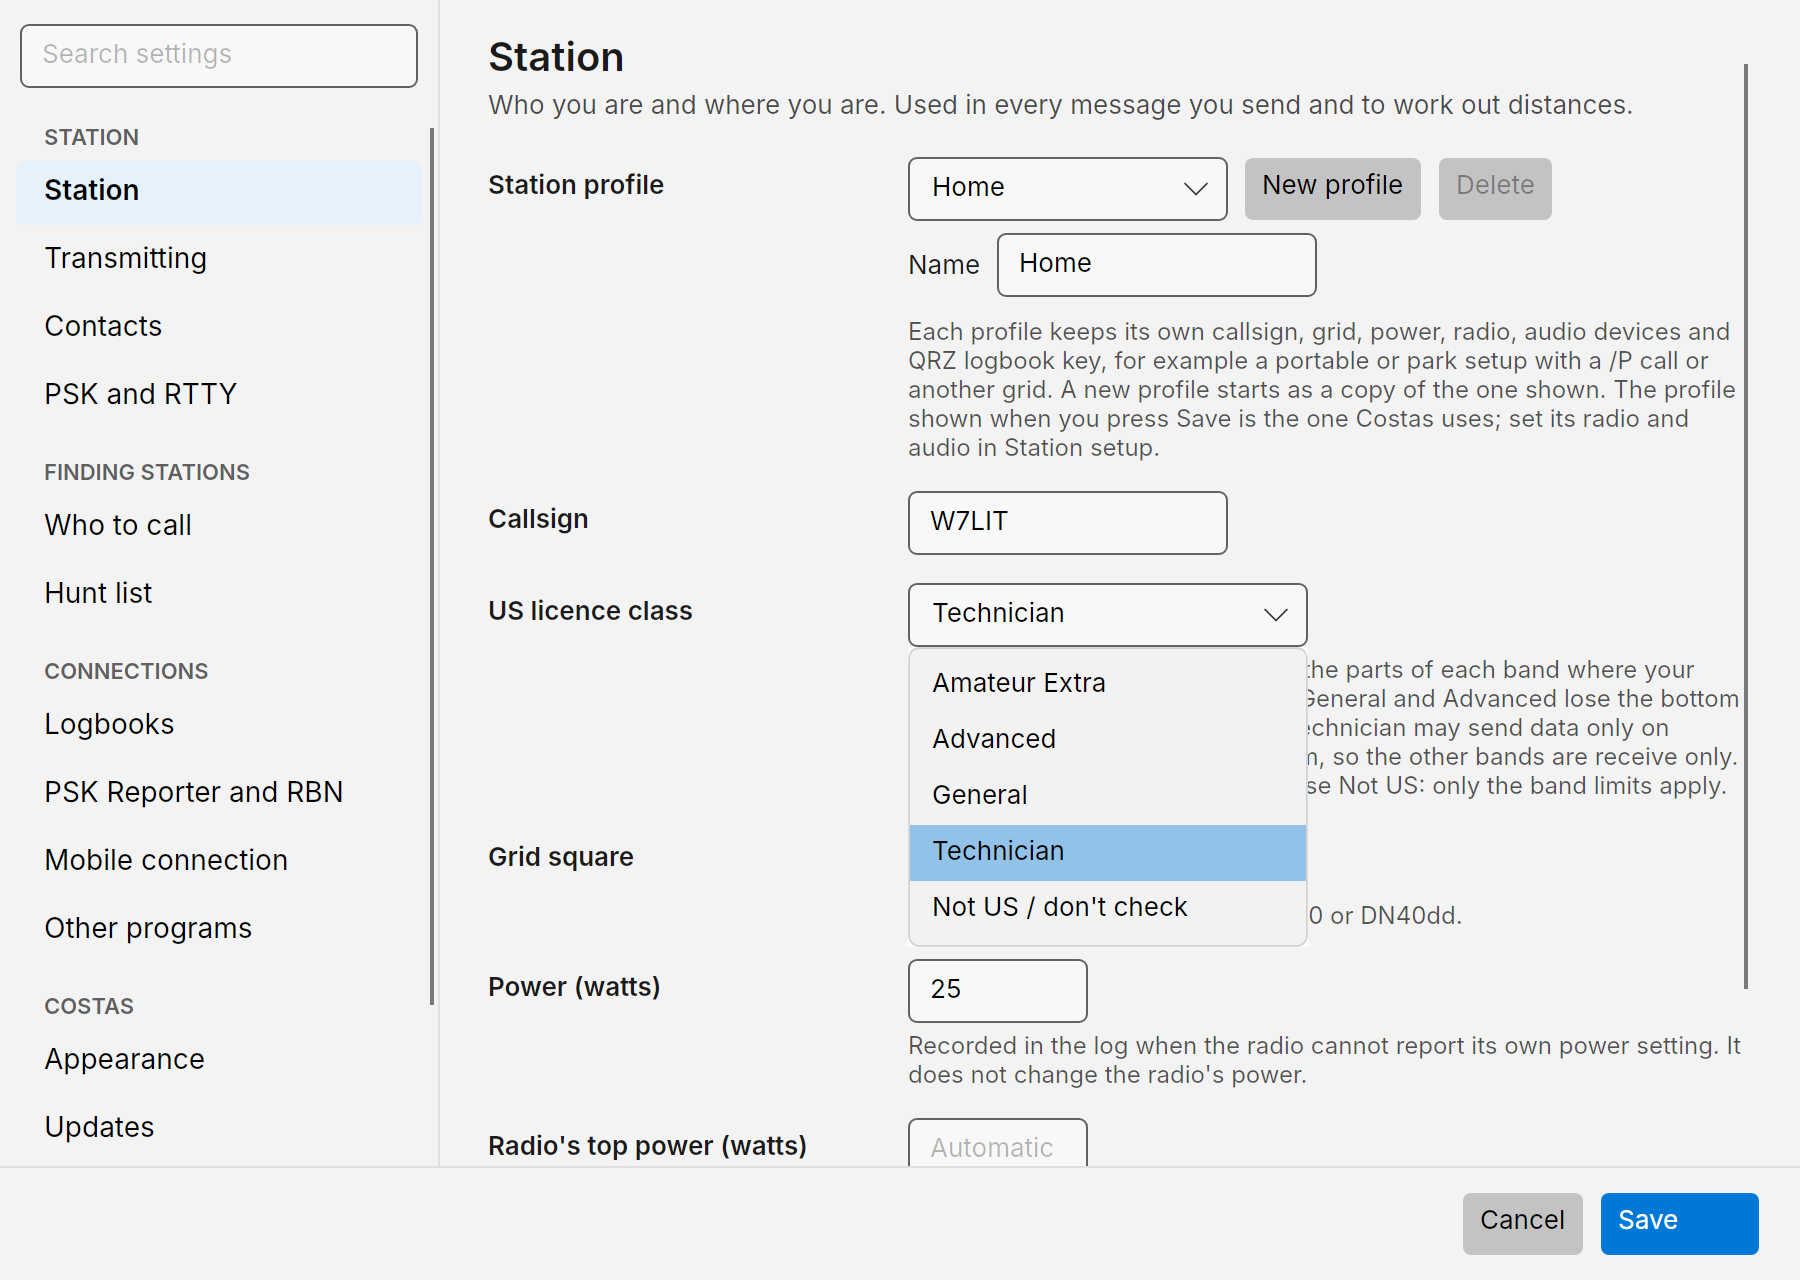 Search settings
STATION
Station
Transmitting
Contacts
PSK and RTTY
FINDING STATIONS
Who to call
Hunt list
CONNECTIONS
Logbooks
PSK Reporter and RBN
Mobile connection
Other programs
COSTAS
Appearance
Updates
Station
Who you are and where you are. Used in every message you send and to work out distances.
Station profile
Home
New profile
Delete
Name
Home
Each profile keeps its own callsign, grid, power, radio, audio devices and
QRZ logbook key, for example a portable or park setup with a /P call or
another grid. A new profile starts as a copy of the one shown. The profile
shown when you press Save is the one Costas uses; set its radio and
audio in Station setup.
Callsign
W7LIT
US licence class
Technician
Amateur Extra
Advanced
General
Technician
Not US / don't check
the parts of each band where your
General and Advanced lose the bottom
may send data only on
so the other bands are receive only.
Not US: only the band limits apply.
Grid square
or DN40dd.
Power (watts)
25
Recorded in the log when the radio cannot report its own power setting. It
does not change the radio's power.
Radio's top power (watts)
Automatic
Cancel
Save